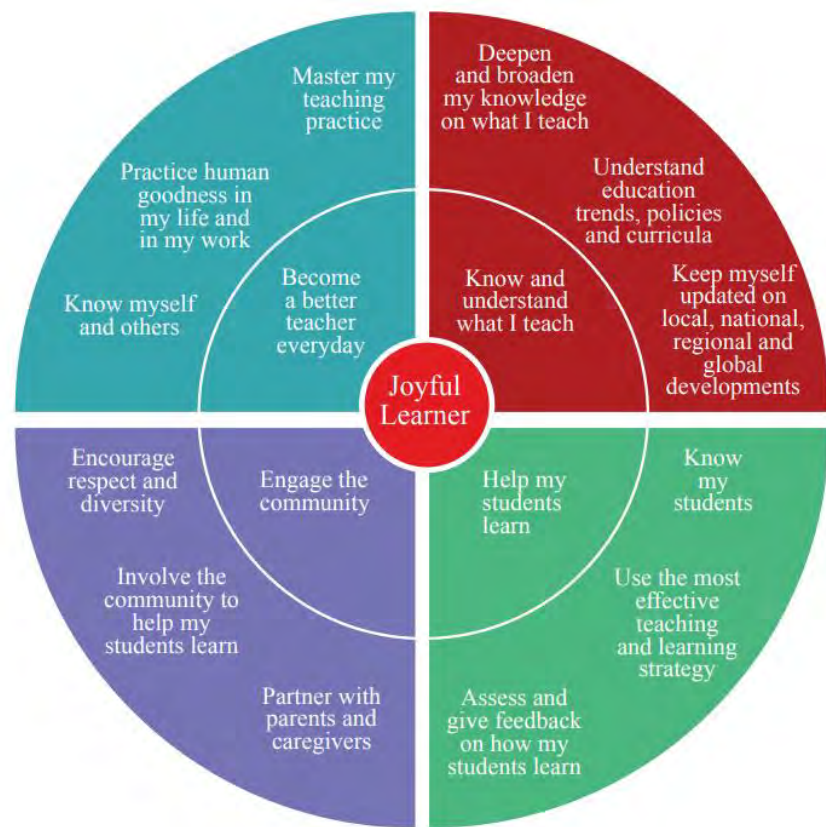 Master my
teaching
practice
Practice human
goodness in
my life and
in my work
Know myself
and others
Become
a better
teacher
everyday
Deepen
and broaden
my knowledge
on what I teach
Understand
education
trends, policies
and curricula
Keep myself
updated on
local, national,
regional and
global
developments
Know and
understand
what I teach
Joyful
Learner
Encourage
respect and
diversity
Involve the
community to
help my
students learn
Partner with
parents and
caregivers
Engage the
community
Help my
students
learn
Know
my
students
Use the most
effective
teaching
and learning
strategy
Assess and
give feedback
on how my
students learn